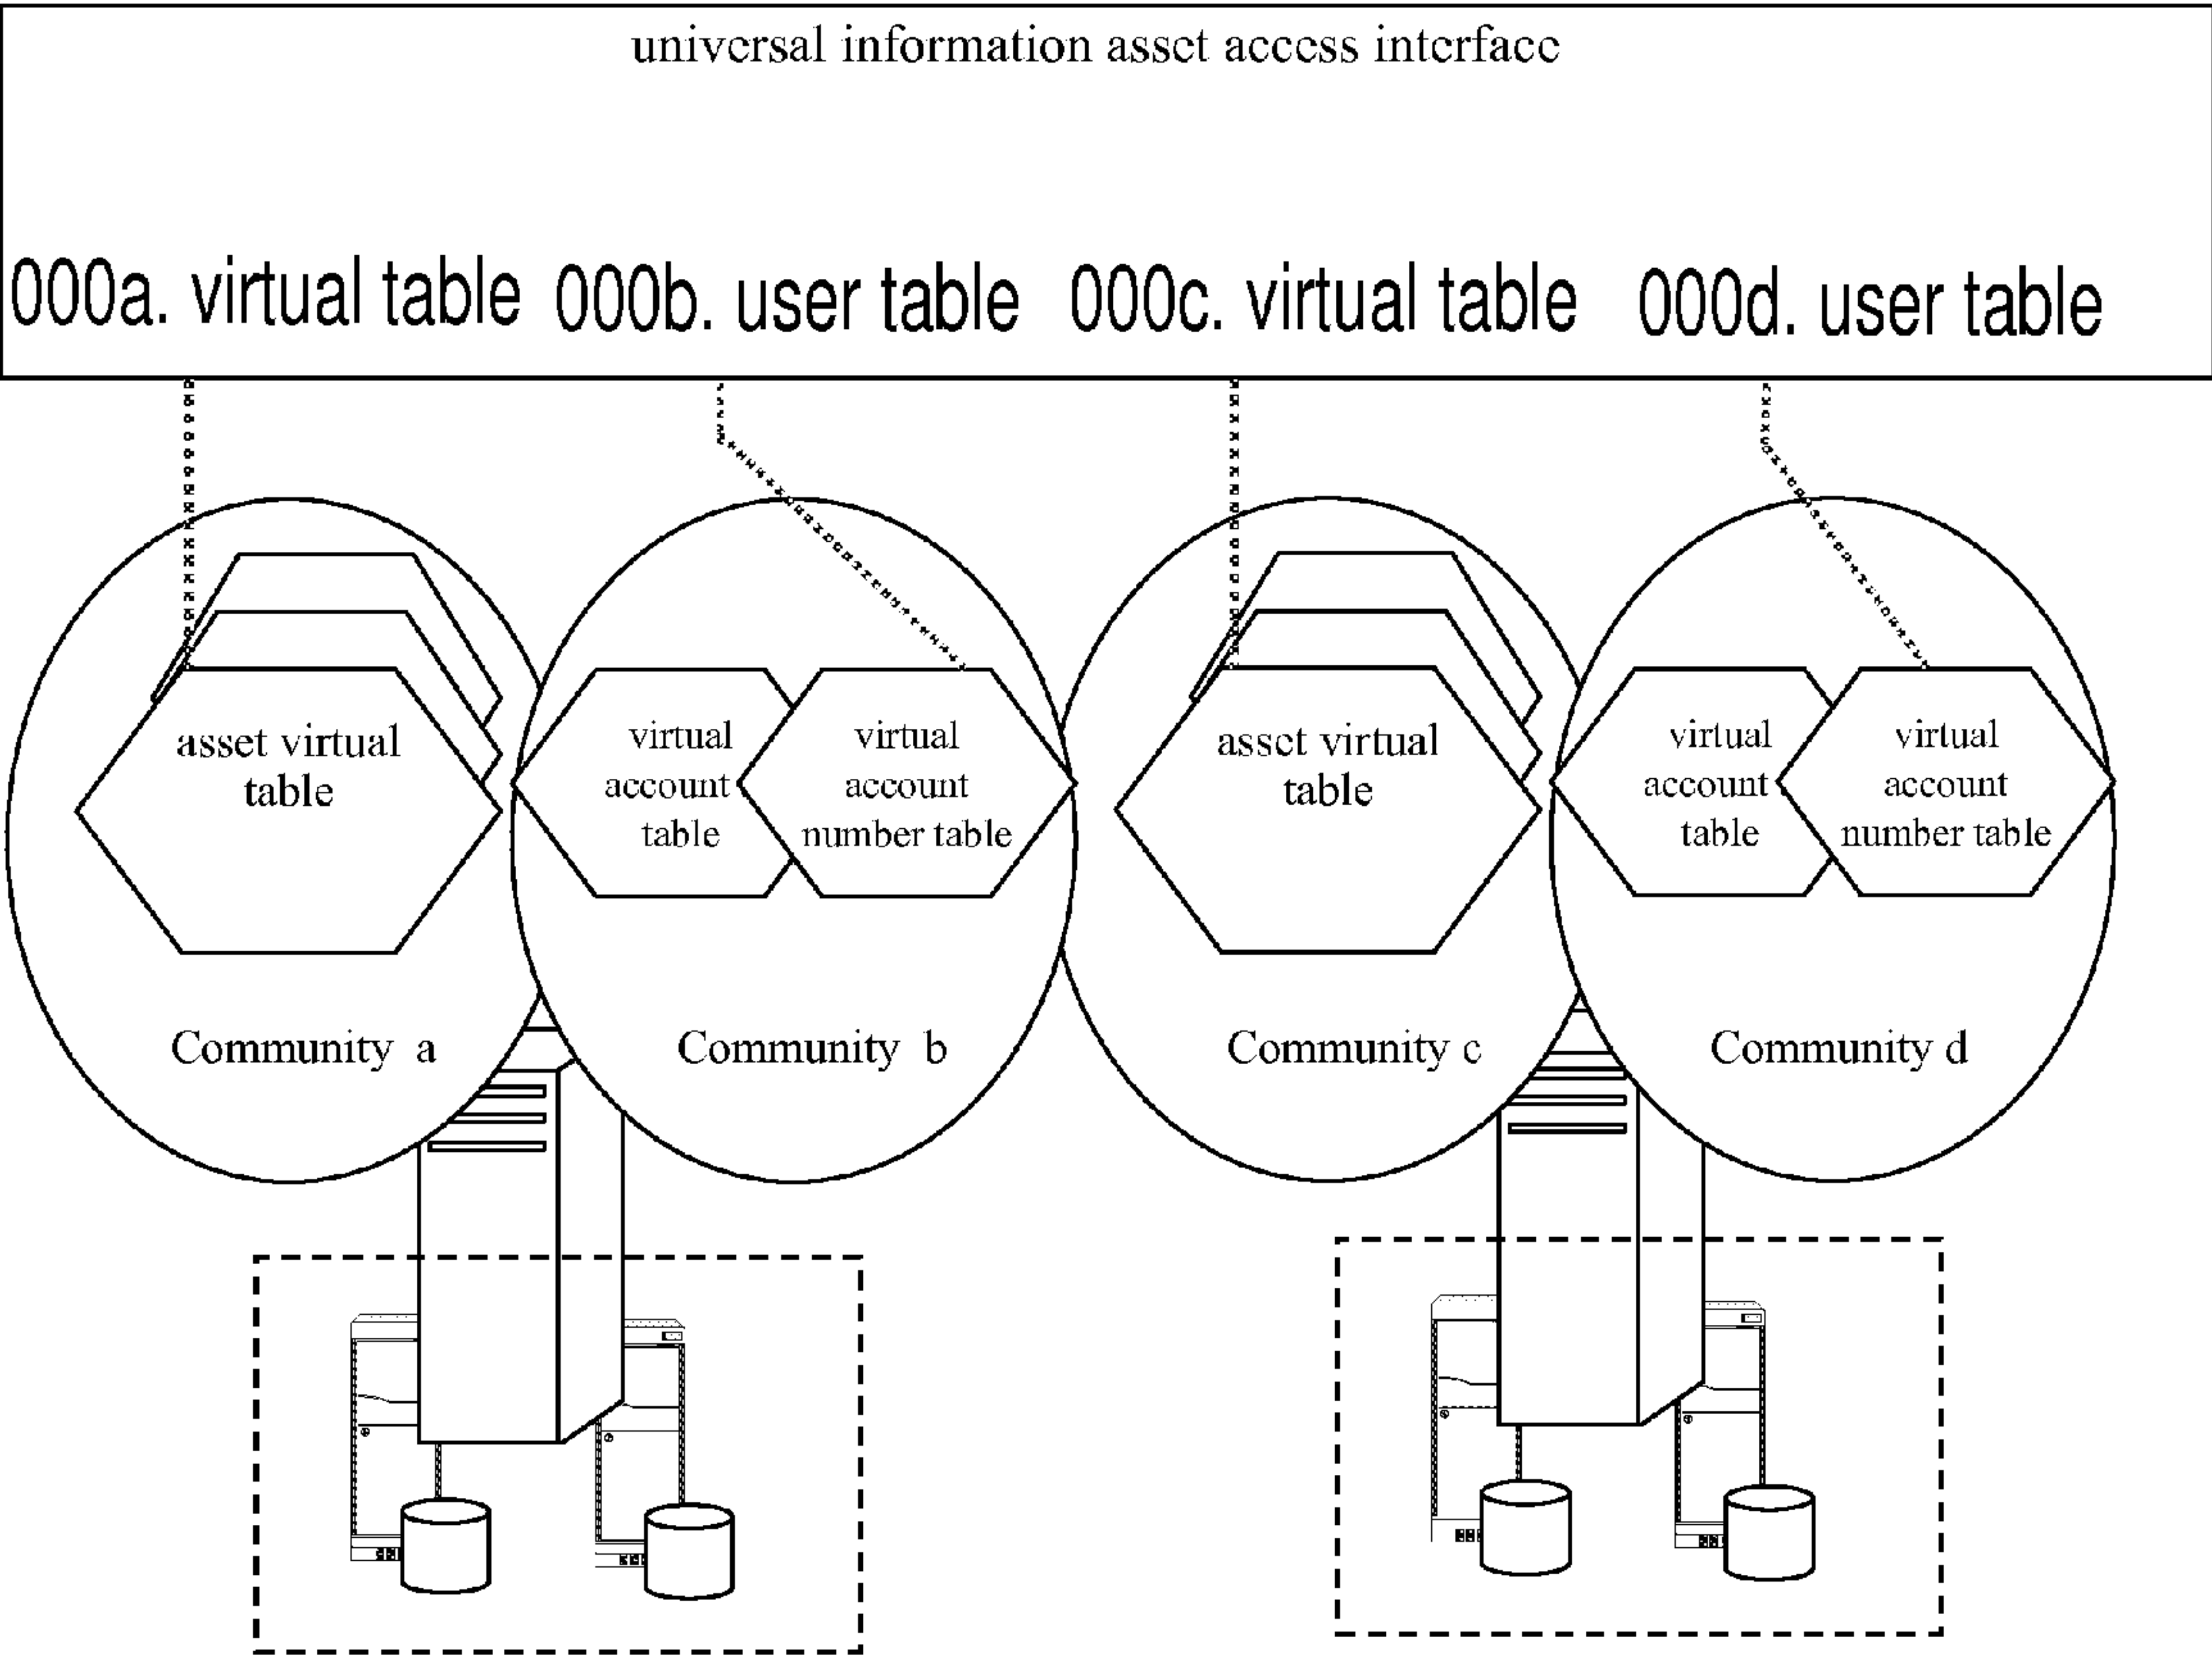 universal information asset access interface
000a. virtual table 000b. user table 000c. virtual table 000d. user table
asset virtual
table
virtual
account
table
virtual
account
number table
asset virtual
table
virtual
account
table
virtual
account
number table
Community a
Community b
Community c
Community d